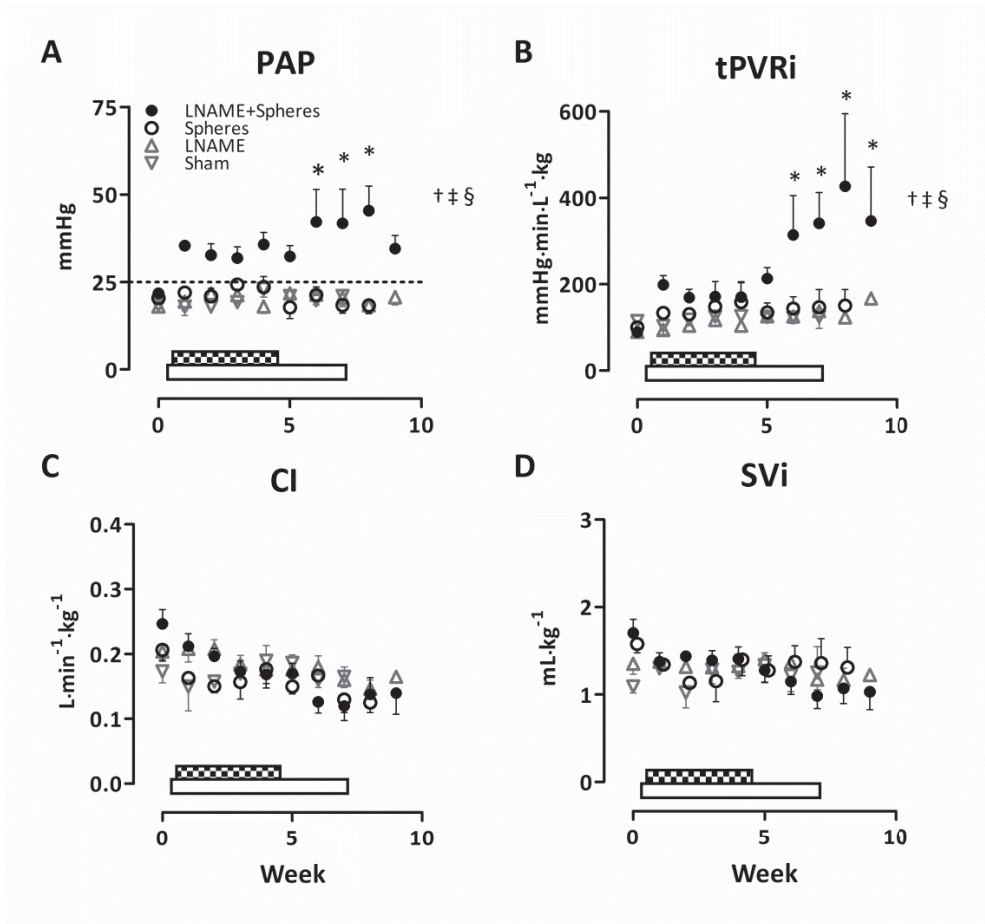 A
PAP
LNAME+Spheres
Spheres
LNAME
Sham
mmHg
75
50
25
0
* * *
†‡§
0 5 10
B
tPVRi
mmHg·min·L⁻¹·kg
600
400
200
0
* * * *
†‡§
0 5 10
C
CI
L·min⁻¹·kg⁻¹
0.4
0.3
0.2
0.1
0.0
0 5 10
Week
D
SVi
mL·kg⁻¹
3
2
1
0
0 5 10
Week